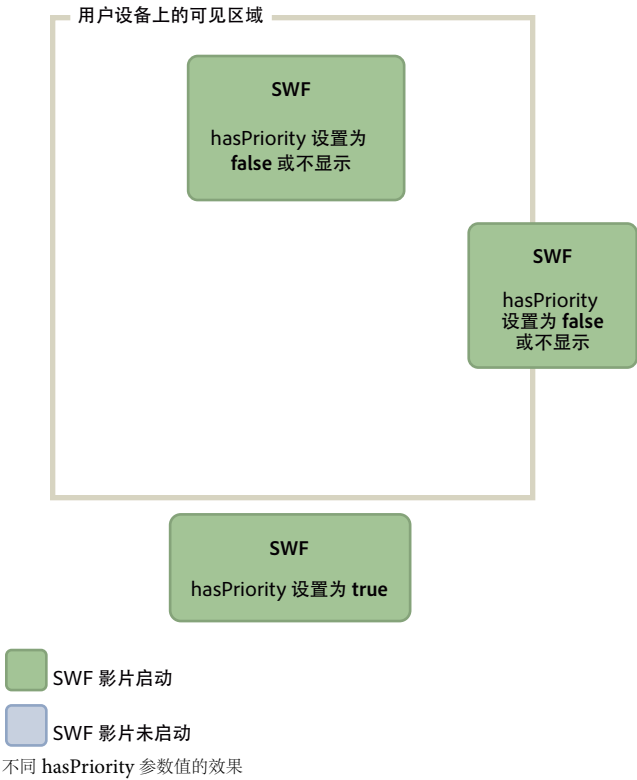 用户设备上的可见区域
SWF
hasPriority 设置为
false 或不显示
SWF
hasPriority
设置为 false
或不显示
SWF
hasPriority 设置为 true
SWF 影片启动
SWF 影片未启动
不同 hasPriority 参数值的效果